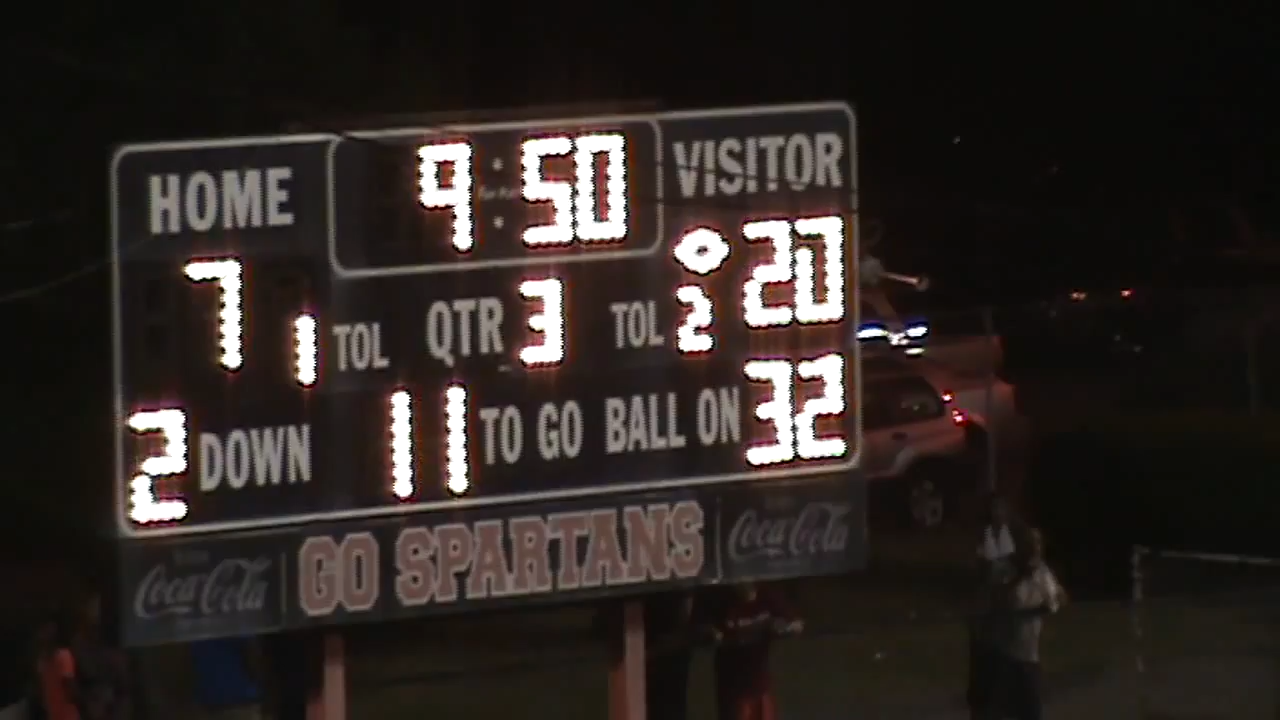 HOME 9:50 VISITOR
7 1 TOL QTR 3 TOL 2 20
2 DOWN 11 TO GO BALL ON 32
Coca-Cola GO SPARTANS Coca-Cola